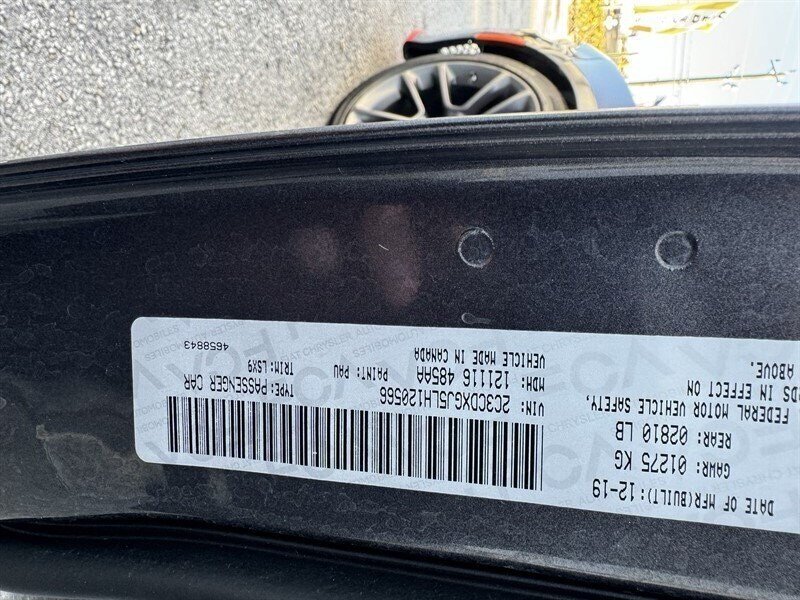 DATE OF MFR(BUILT): 12-19
GAWR: 01275 KG
REAR: 02810 LB
FEDERAL MOTOR VEHICLE SAFETY,
RDS IN EFFECT ON
ABOVE.
VIN: 2C3CDXGJ5LH120566
TYPE: PASSENGER CAR
MDH: 121116 485AA
PAINT: PAU
TRIM: LSX9
VEHICLE MADE IN CANADA
4658843